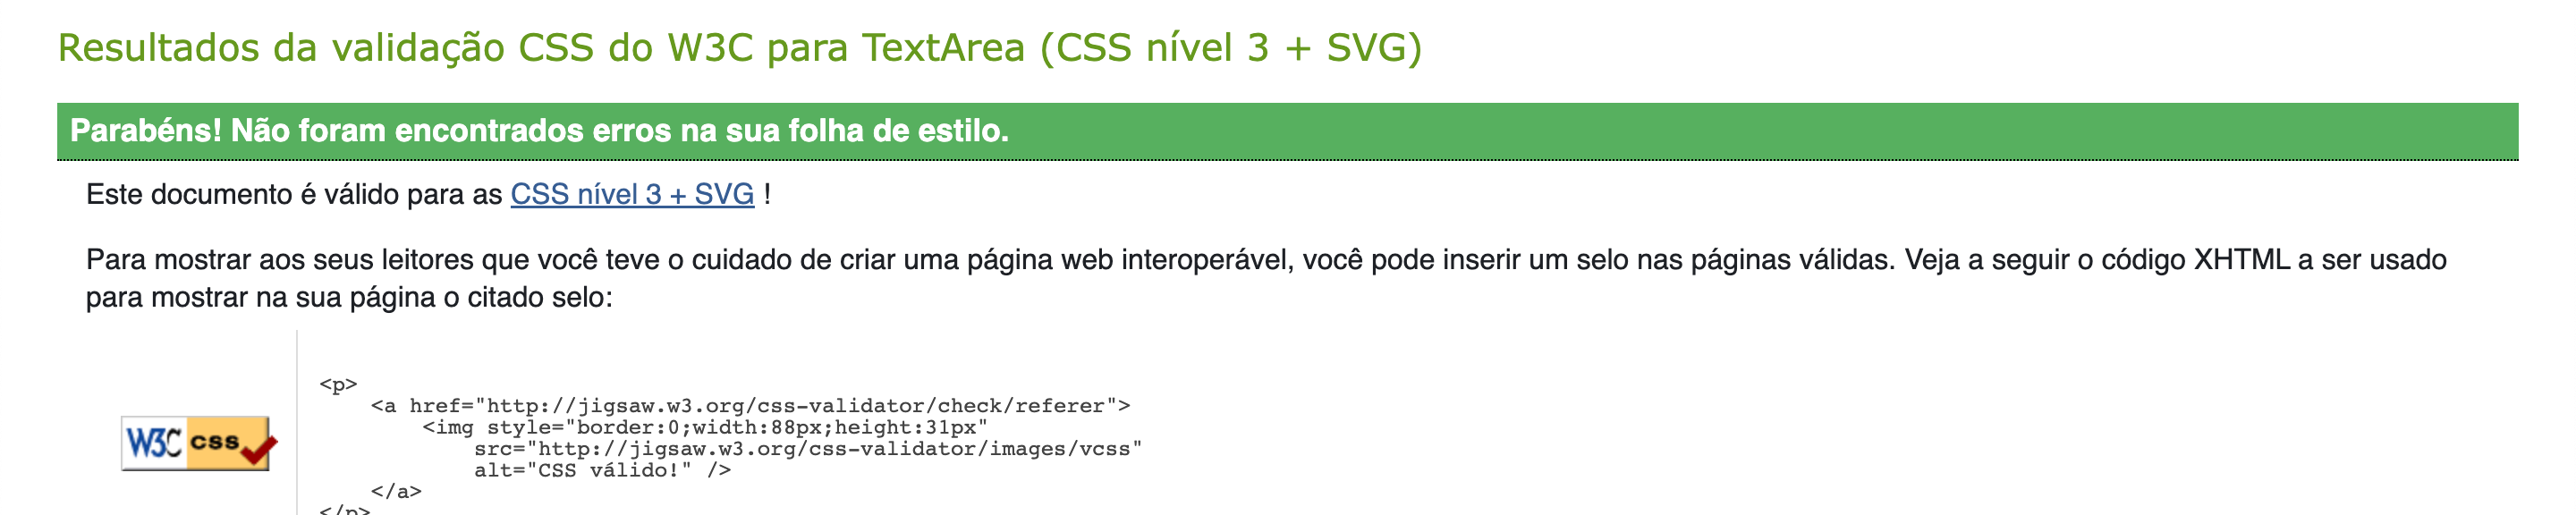 Resultados da validação CSS do W3C para TextArea (CSS nível 3 + SVG)
Parabéns! Não foram encontrados erros na sua folha de estilo.
Este documento é válido para as CSS nível 3 + SVG !
Para mostrar aos seus leitores que você teve o cuidado de criar uma página web interoperável, você pode inserir um selo nas páginas válidas. Veja a seguir o código XHTML a ser usado
para mostrar na sua página o citado selo:
W3C css
<p>
    <a href="http://jigsaw.w3.org/css-validator/check/referer">
        <img style="border:0;width:88px;height:31px"
            src="http://jigsaw.w3.org/css-validator/images/vcss"
            alt="CSS válido!" />
    </a>
</p>